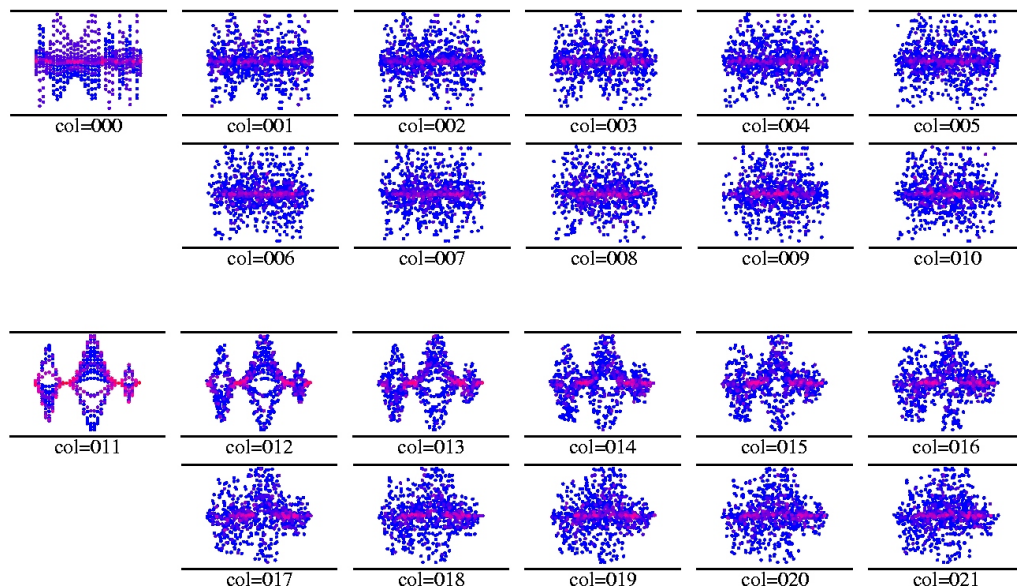 col=000 col=001 col=002 col=003 col=004 col=005
col=006 col=007 col=008 col=009 col=010
col=011 col=012 col=013 col=014 col=015 col=016
col=017 col=018 col=019 col=020 col=021